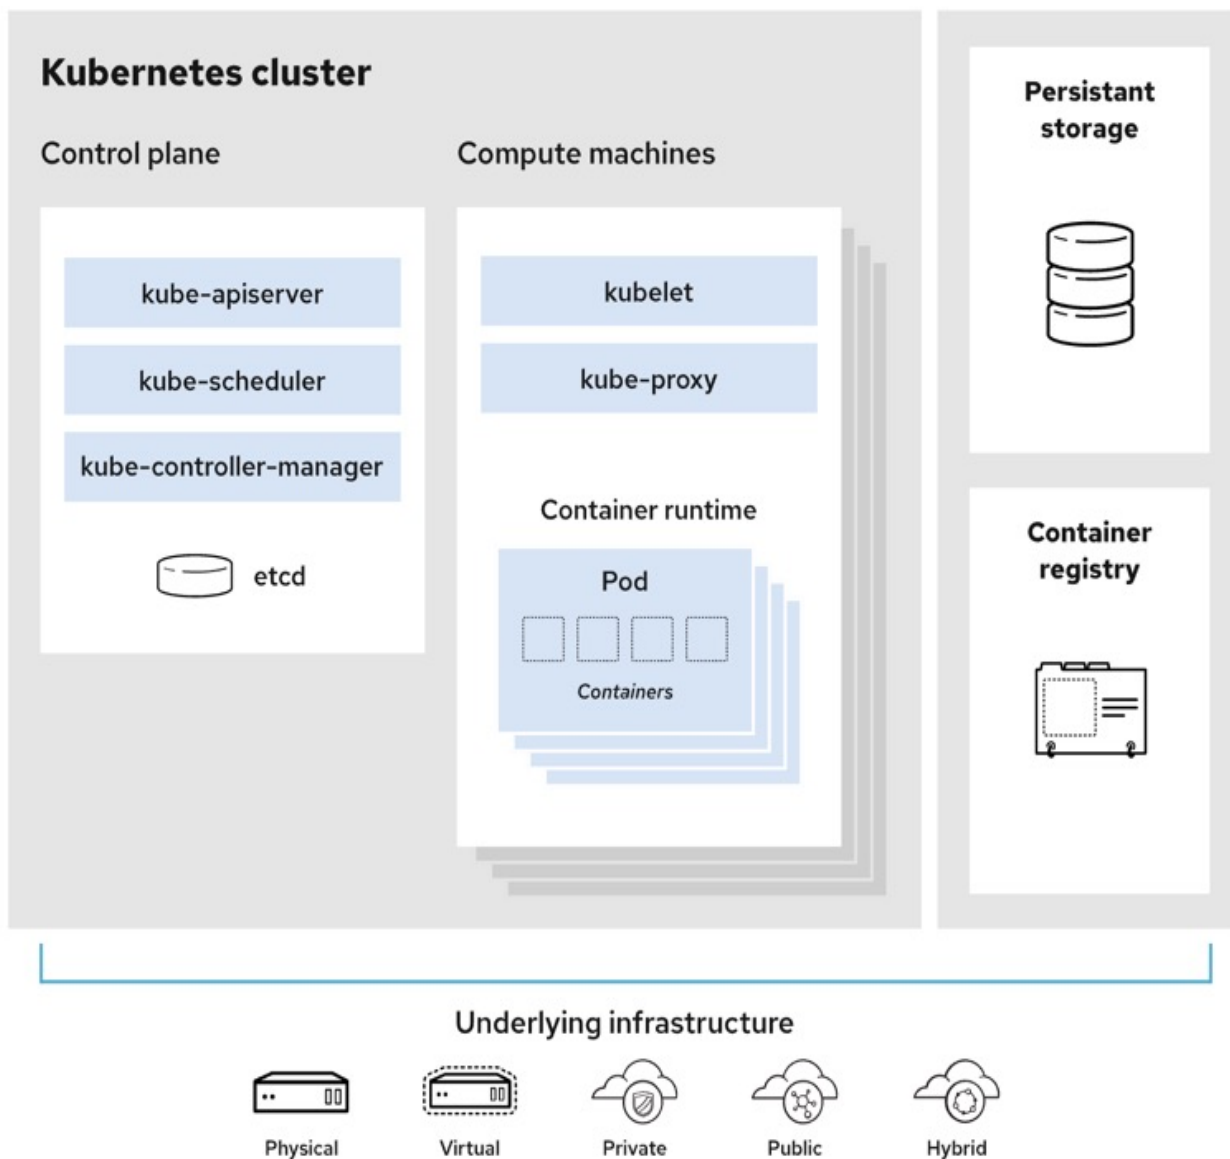 Kubernetes cluster
Control plane
kube-apiserver
kube-scheduler
kube-controller-manager
etcd
Compute machines
kubelet
kube-proxy
Container runtime
Pod
Containers
Persistant
storage
Container
registry
Underlying infrastructure
Physical
Virtual
Private
Public
Hybrid